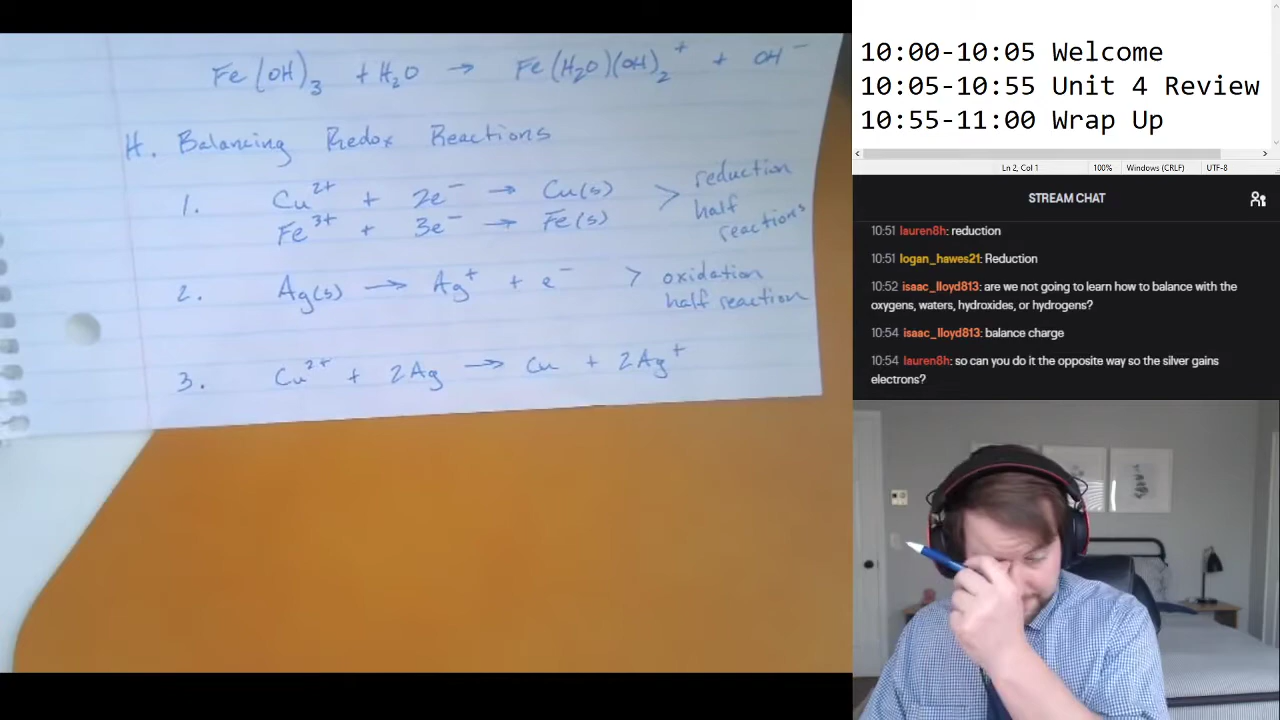 Fe(OH)₃ + H₂O → Fe(H₂O)(OH)₂⁺ + OH⁻
H. Balancing Redox Reactions
1. Cu²⁺ + 2e⁻ → Cu(s)
Fe³⁺ + 3e⁻ → Fe(s)
> reduction
half
reactions
2. Ag(s) → Ag⁺ + e⁻ > oxidation
half reaction
3. Cu²⁺ + 2Ag → Cu + 2Ag⁺
10:00-10:05 Welcome
10:05-10:55 Unit 4 Review
10:55-11:00 Wrap Up
Ln 2, Col 1 100% Windows (CRLF) UTF-8
STREAM CHAT
10:51 lauren8h: reduction
10:51 logan_hawes21: Reduction
10:52 isaac_lloyd813: are we not going to learn how to balance with the
oxygens, waters, hydroxides, or hydrogens?
10:54 isaac_lloyd813: balance charge
10:54 lauren8h: so can you do it the opposite way so the silver gains
electrons?